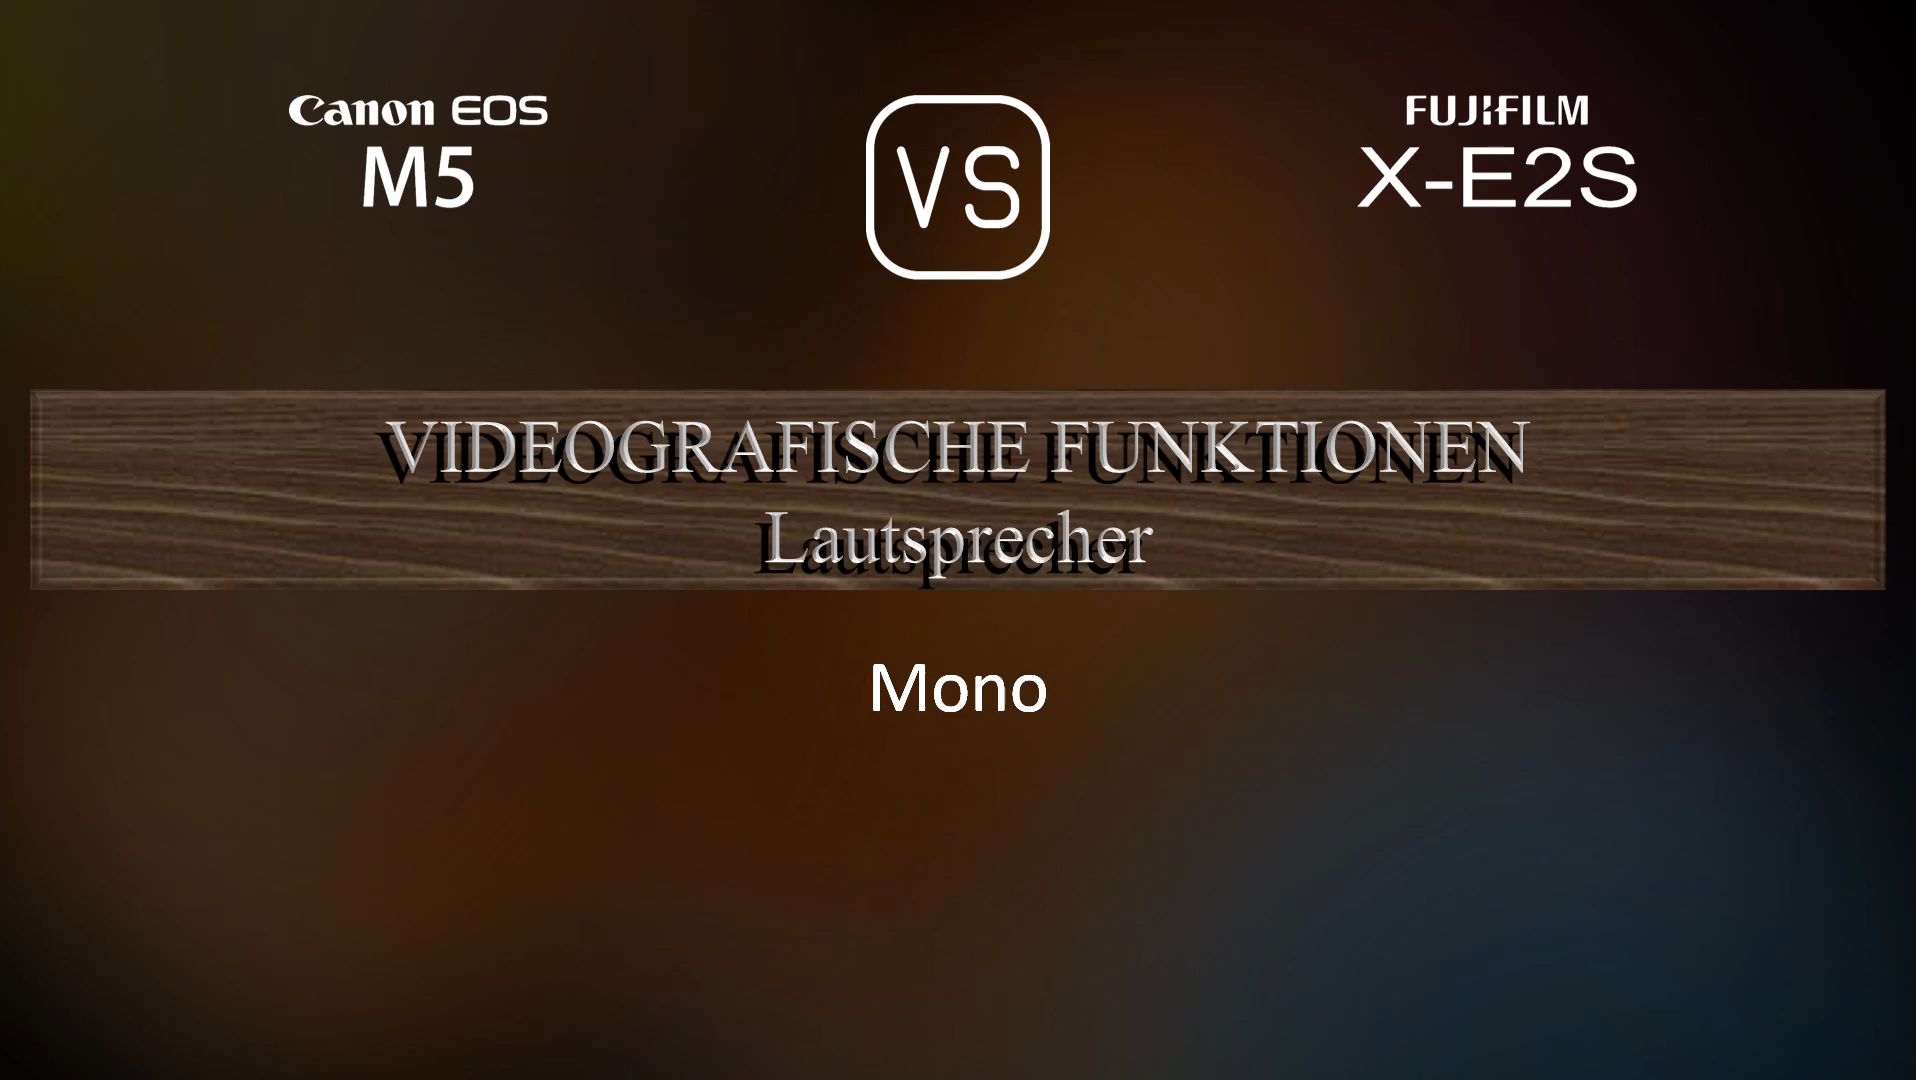 Canon EOS
M5
VS
FUJIFILM
X-E2S
VIDEOGRAFISCHE FUNKTIONEN
Lautsprecher
Mono